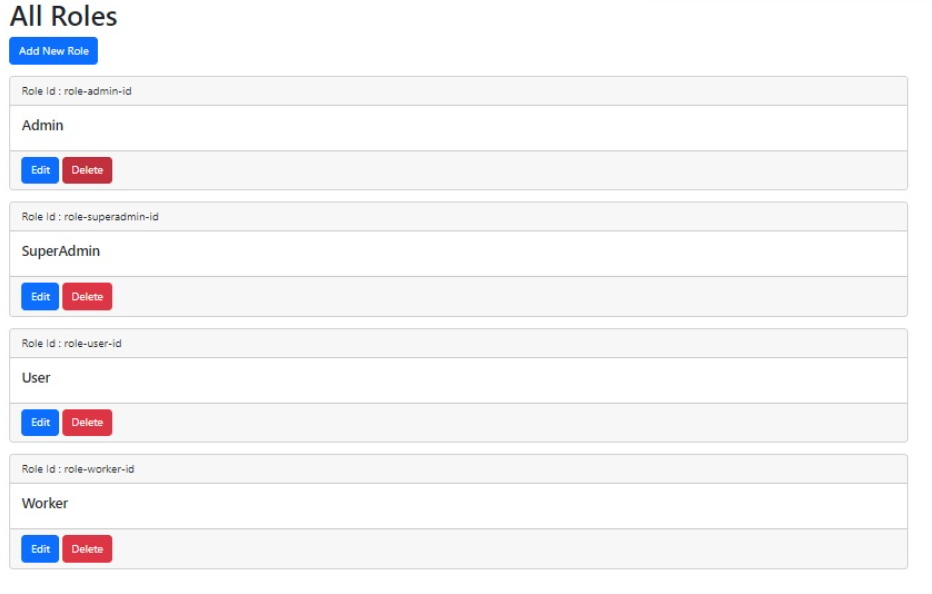 All Roles
Add New Role
Role Id : role-admin-id
Admin
Edit Delete
Role Id : role-superadmin-id
SuperAdmin
Edit Delete
Role Id : role-user-id
User
Edit Delete
Role Id : role-worker-id
Worker
Edit Delete